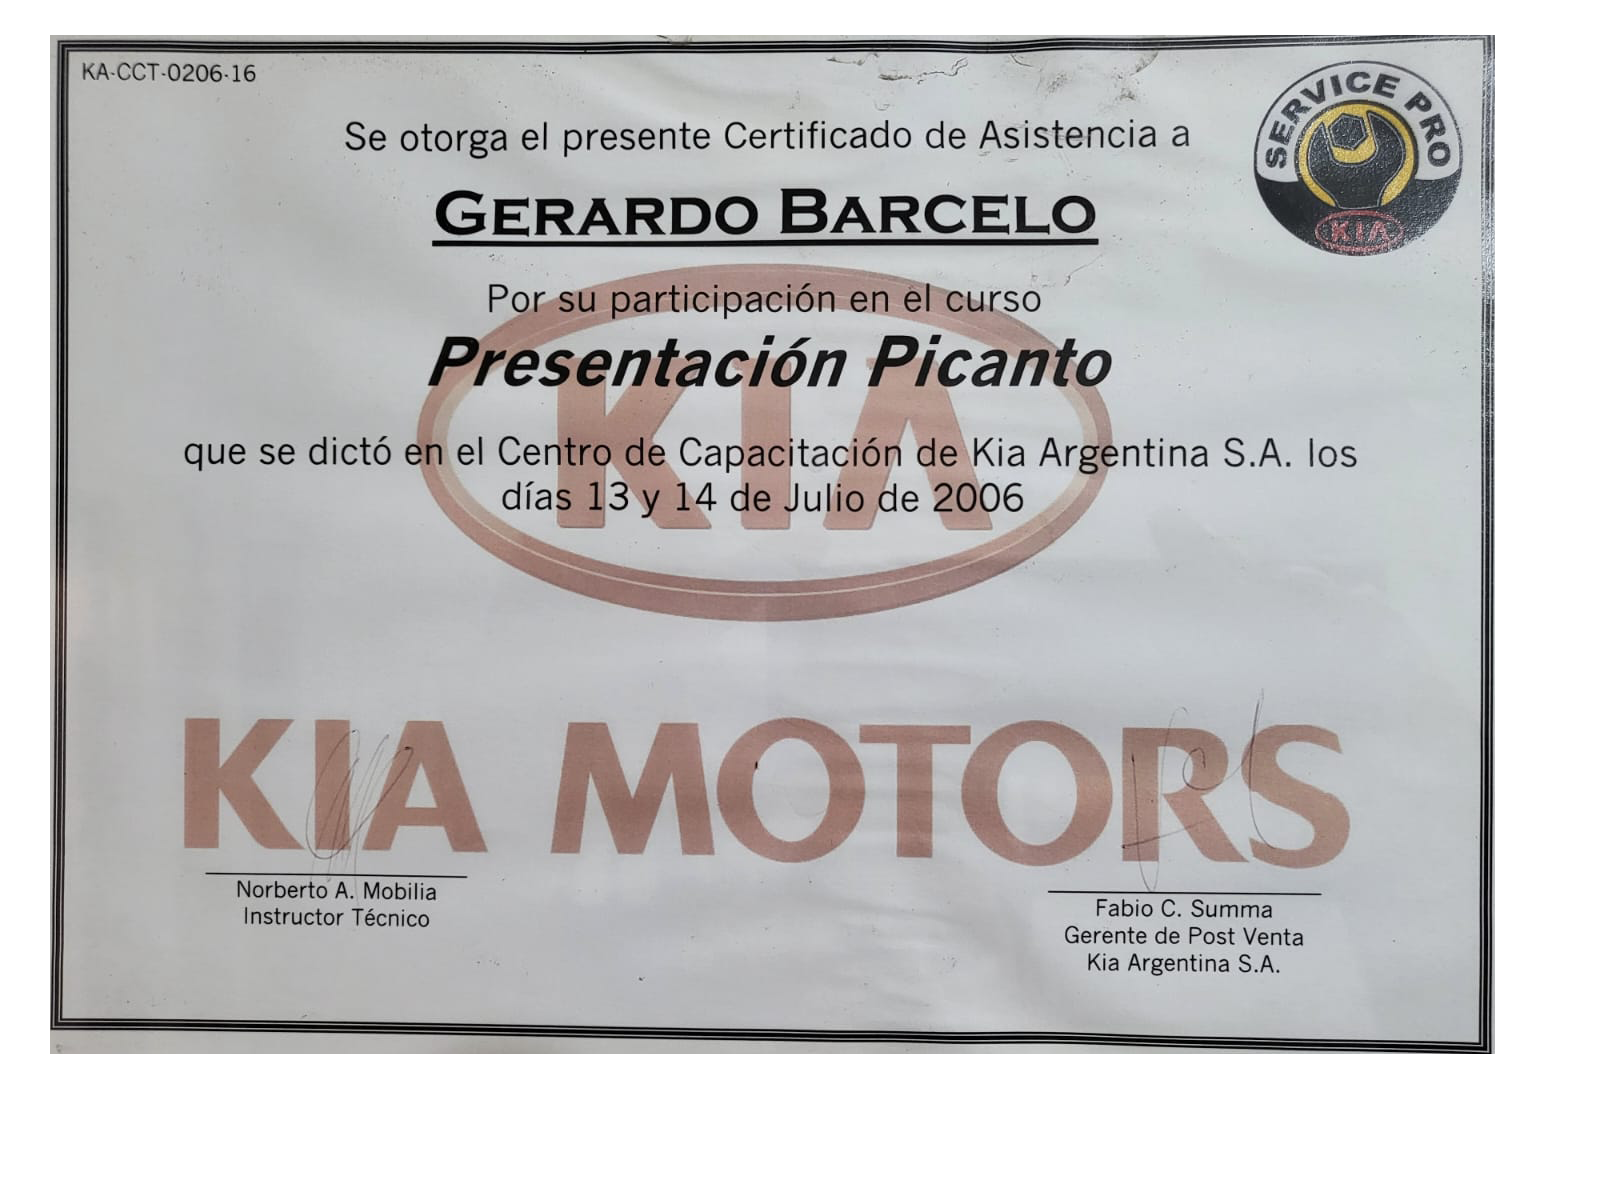 KA-CCT-0206-16
SERVICE PRO
KIA
Se otorga el presente Certificado de Asistencia a
GERARDO BARCELO
Por su participación en el curso
Presentación Picanto
KIA
que se dictó en el Centro de Capacitación de Kia Argentina S.A. los
días 13 y 14 de Julio de 2006
KIA MOTORS
Norberto A. Mobilia
Instructor Técnico
Fabio C. Summa
Gerente de Post Venta
Kia Argentina S.A.